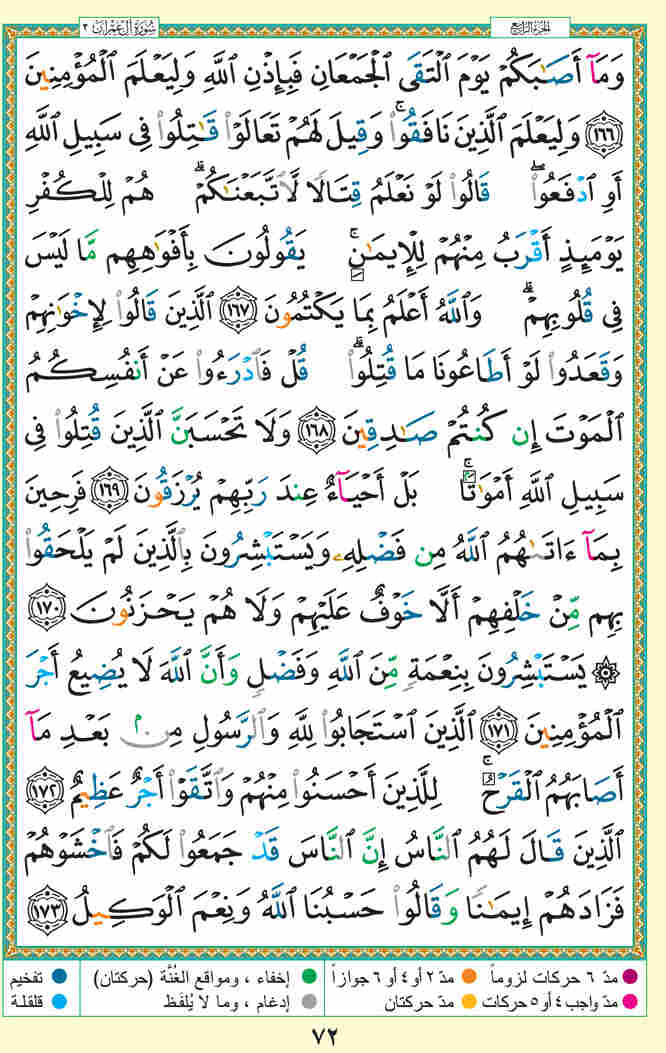 الجزء الرابع
سورة آل عمران ٣
وَمَآ أَصَٰبَكُمْ يَوْمَ ٱلْتَقَى ٱلْجَمْعَانِ فَبِإِذْنِ ٱللَّهِ وَلِيَعْلَمَ ٱلْمُؤْمِنِينَ
١٦٦ وَلِيَعْلَمَ ٱلَّذِينَ نَافَقُوا۟ ۚ وَقِيلَ لَهُمْ تَعَالَوْا۟ قَٰتِلُوا۟ فِى سَبِيلِ ٱللَّهِ
أَوِ ٱدْفَعُوا۟ ۖ قَالُوا۟ لَوْ نَعْلَمُ قِتَالًا لَّٱتَّبَعْنَٰكُمْ ۗ هُمْ لِلْكُفْرِ
يَوْمَئِذٍ أَقْرَبُ مِنْهُمْ لِلْإِيمَٰنِ ۚ يَقُولُونَ بِأَفْوَٰهِهِم مَّا لَيْسَ
فِى قُلُوبِهِمْ ۗ وَٱللَّهُ أَعْلَمُ بِمَا يَكْتُمُونَ ١٦٧ ٱلَّذِينَ قَالُوا۟ لِإِخْوَٰنِهِمْ
وَقَعَدُوا۟ لَوْ أَطَاعُونَا مَا قُتِلُوا۟ ۗ قُلْ فَٱدْرَءُوا۟ عَنْ أَنفُسِكُمُ
ٱلْمَوْتَ إِن كُنتُمْ صَٰدِقِينَ ١٦٨ وَلَا تَحْسَبَنَّ ٱلَّذِينَ قُتِلُوا۟ فِى
سَبِيلِ ٱللَّهِ أَمْوَٰتًۢا ۚ بَلْ أَحْيَآءٌ عِندَ رَبِّهِمْ يُرْزَقُونَ ١٦٩ فَرِحِينَ
بِمَآ ءَاتَىٰهُمُ ٱللَّهُ مِن فَضْلِهِۦ وَيَسْتَبْشِرُونَ بِٱلَّذِينَ لَمْ يَلْحَقُوا۟
بِهِم مِّنْ خَلْفِهِمْ أَلَّا خَوْفٌ عَلَيْهِمْ وَلَا هُمْ يَحْزَنُونَ ١٧٠
۞ يَسْتَبْشِرُونَ بِنِعْمَةٍ مِّنَ ٱللَّهِ وَفَضْلٍ وَأَنَّ ٱللَّهَ لَا يُضِيعُ أَجْرَ
ٱلْمُؤْمِنِينَ ١٧١ ٱلَّذِينَ ٱسْتَجَابُوا۟ لِلَّهِ وَٱلرَّسُولِ مِنۢ بَعْدِ مَآ
أَصَابَهُمُ ٱلْقَرْحُ ۚ لِلَّذِينَ أَحْسَنُوا۟ مِنْهُمْ وَٱتَّقَوْا۟ أَجْرٌ عَظِيمٌ ١٧٢
ٱلَّذِينَ قَالَ لَهُمُ ٱلنَّاسُ إِنَّ ٱلنَّاسَ قَدْ جَمَعُوا۟ لَكُمْ فَٱخْشَوْهُمْ
فَزَادَهُمْ إِيمَٰنًا وَقَالُوا۟ حَسْبُنَا ٱللَّهُ وَنِعْمَ ٱلْوَكِيلُ ١٧٣
مدّ ٦ حركات لزوماً مدّ ٢ أو ٤ أو ٦ جوازاً إخفاء ، ومواقع الغُنَّة (حركتان) تفخيم
مدّ واجب ٤ أو ٥ حركات مدّ حركتان إدغام ، وما لا يُلفَظ قلقلة
٧٢